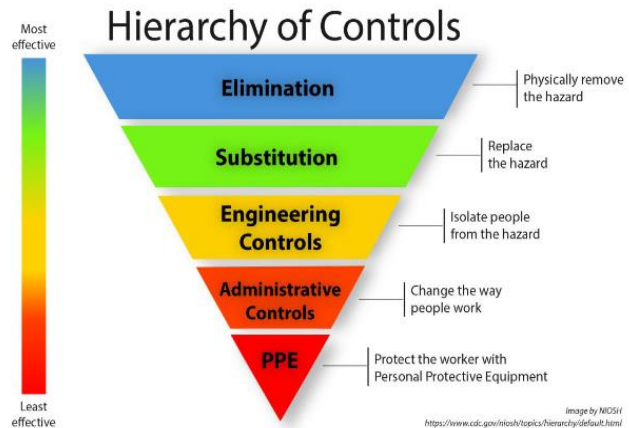 Hierarchy of Controls
Most
effective
Elimination
Physically remove
the hazard
Substitution
Replace
the hazard
Engineering
Controls
Isolate people
from the hazard
Administrative
Controls
Change the way
people work
PPE
Protect the worker with
Personal Protective Equipment
Least
effective
Image by NIOSH
https://www.cdc.gov/niosh/topics/hierarchy/default.html